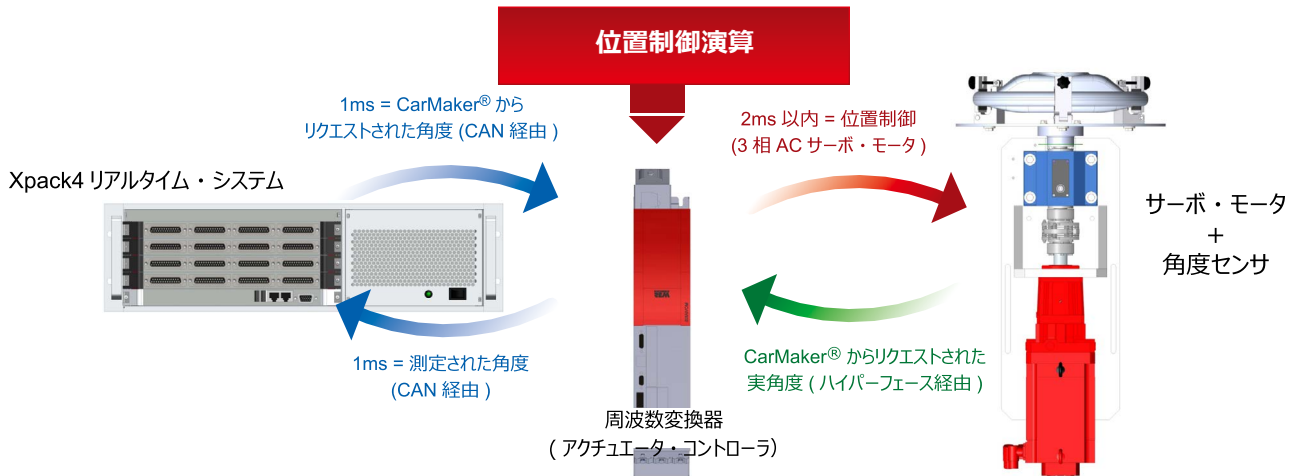 位置制御演算
1ms = CarMaker® から
リクエストされた角度 (CAN 経由 )
2ms 以内 = 位置制御
(3 相 AC サーボ・モータ )
Xpack4 リアルタイム・システム
サーボ・モータ
+
角度センサ
1ms = 測定された角度
(CAN 経由 )
CarMaker® からリクエストされた
実角度 ( ハイパーフェース経由 )
周波数変換器
( アクチュエータ・コントローラ)